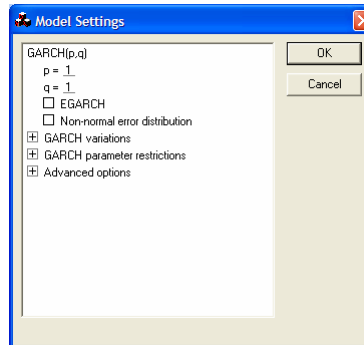 Model Settings
GARCH(p,q)
p = 1
q = 1
EGARCH
Non-normal error distribution
GARCH variations
GARCH parameter restrictions
Advanced options
OK
Cancel